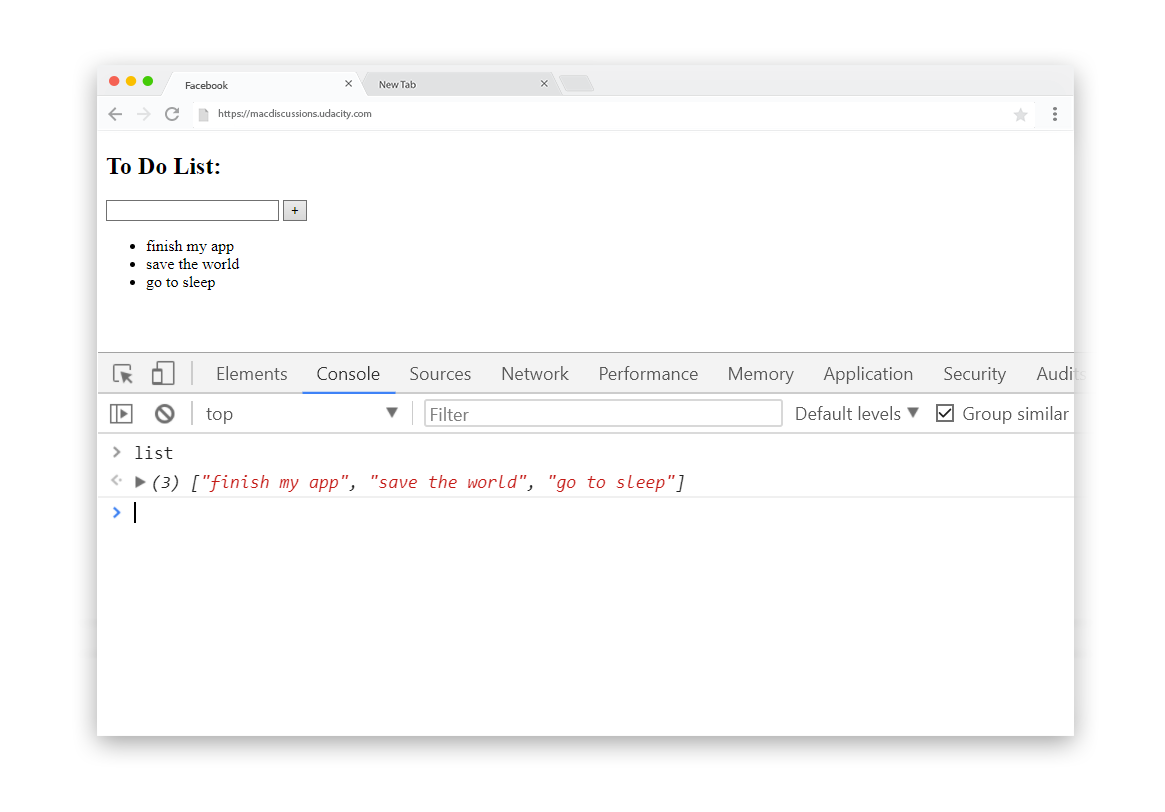 Facebook
New Tab
https://macdiscussions.udacity.com
To Do List:
+
finish my app
save the world
go to sleep
Elements Console Sources Network Performance Memory Application Security Audits
top Filter Default levels Group similar
> list
(3) ["finish my app", "save the world", "go to sleep"]
>